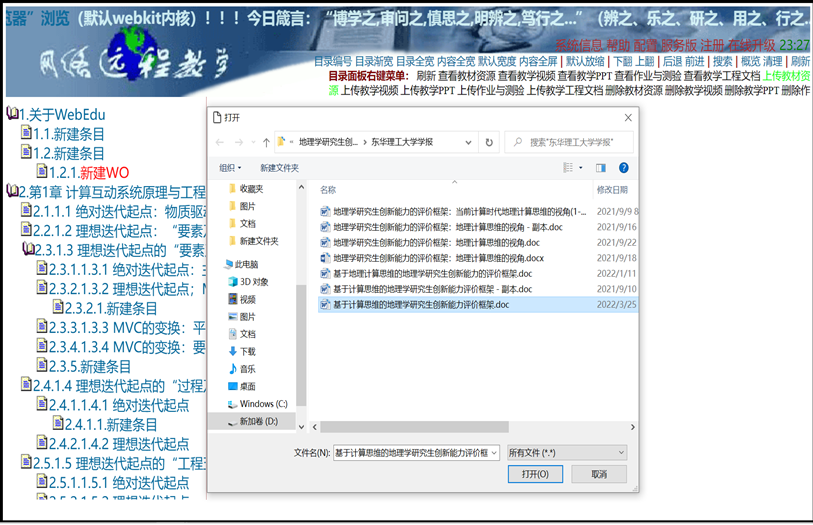 览器”浏览（默认webkit内核）！！！今日箴言：“博学之,审问之,慎思之,明辨之,笃行之...”（辨之、乐之、研之、用之、行之..
网络远程教学
系统信息 帮助 配置 服务版 注册 在线升级 23:27
目录编号 目录新宽 目录全宽 内容全宽 默认宽度 内容全屏 | 默认放缩 | 下翻 上翻 | 后退 前进 | 搜索 | 概览 清理 | 刷新
目录面板右键菜单： 刷新 查看教材资源 查看教学视频 查看教学PPT 查看作业与测验 查看教学工程文档 上传教材资
源 上传教学视频 上传教学PPT 上传作业与测验 上传教学工程文档 删除教材资源 删除教学视频 删除教学PPT 删除作
1.关于WebEdu
1.1.新建条目
1.2.新建条目
1.2.1.新建WO
2.第1章 计算互动系统原理与工程
2.1.1.1 绝对迭代起点：物质驱
2.2.1.2 理想迭代起点：“要素
2.3.1.3 理想迭代起点的“要素
2.3.1.1.3.1 绝对迭代起点：
2.3.2.1.3.2 理想迭代起点；M
2.3.2.1.新建条目
2.3.3.1.3.3 MVC的变换：平
2.3.4.1.3.4 MVC的变换：要
2.3.5.新建条目
2.4.1.4 理想迭代起点的“过程
2.4.1.1.4.1 绝对迭代起点
2.4.1.1.新建条目
2.4.2.1.4.2 理想迭代起点
2.5.1.5 理想迭代起点的“工程
2.5.1.1.5.1 绝对迭代起点
2.5.2.1.5.2 理想迭代起点
打开
« 地理学研究生创... › 东华理工大学学报
搜索"东华理工大学学报"
组织 新建文件夹
收藏夹
图片
文档
新建文件夹
此电脑
3D 对象
视频
图片
文档
下载
音乐
桌面
Windows (C:)
新加卷 (D:)
名称 修改日期
地理学研究生创新能力的评价框架：当前计算时代地理计算思维的视角(1-... 2021/9/9 8
地理学研究生创新能力的评价框架：地理计算思维的视角 - 副本.doc 2021/9/16
地理学研究生创新能力的评价框架：地理计算思维的视角.doc 2021/9/22
地理学研究生创新能力的评价框架：地理计算思维的视角.docx 2021/9/18
基于地理计算思维的地理学研究生创新能力的评价框架.doc 2022/1/11
基于计算思维的地理学研究生创新能力评价框架 - 副本.doc 2021/9/10
基于计算思维的地理学研究生创新能力评价框架.doc 2022/3/25
文件名(N): 基于计算思维的地理学研究生创新能力评价框 所有文件 (*.*)
打开(O) 取消